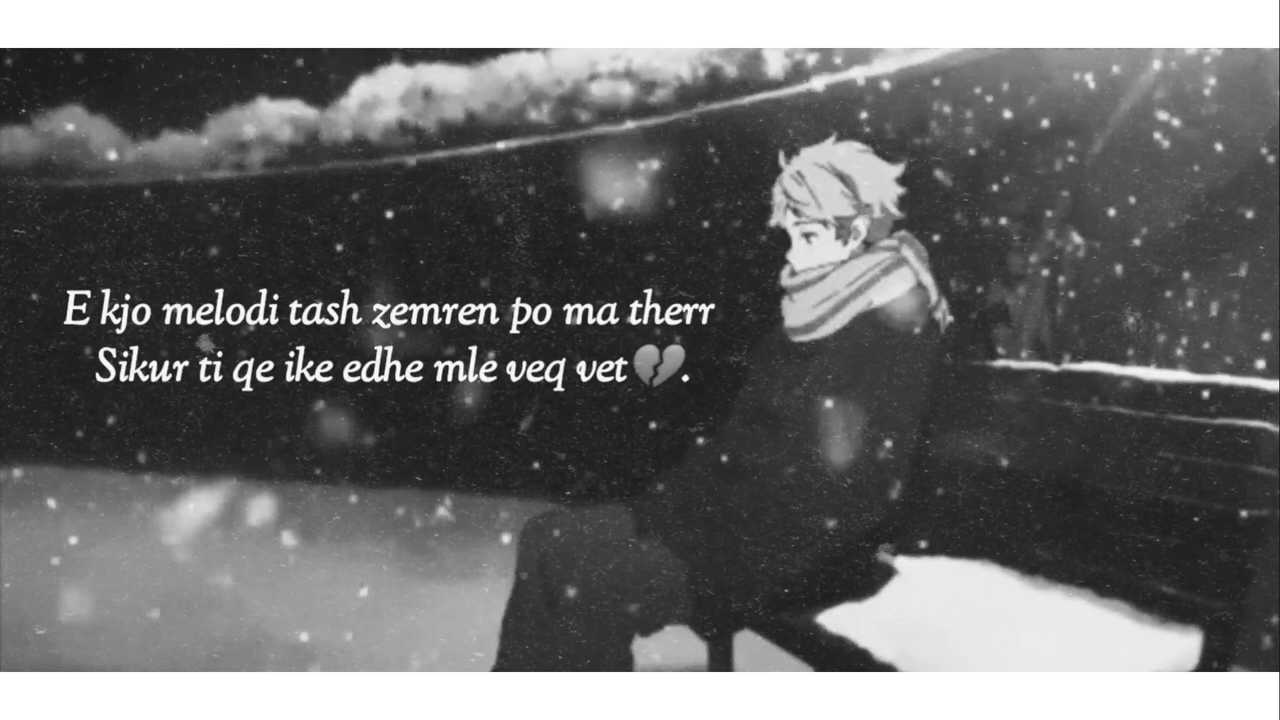 E kjo melodi tash zemren po ma therr
Sikur ti qe ike edhe mle veq vet💔.